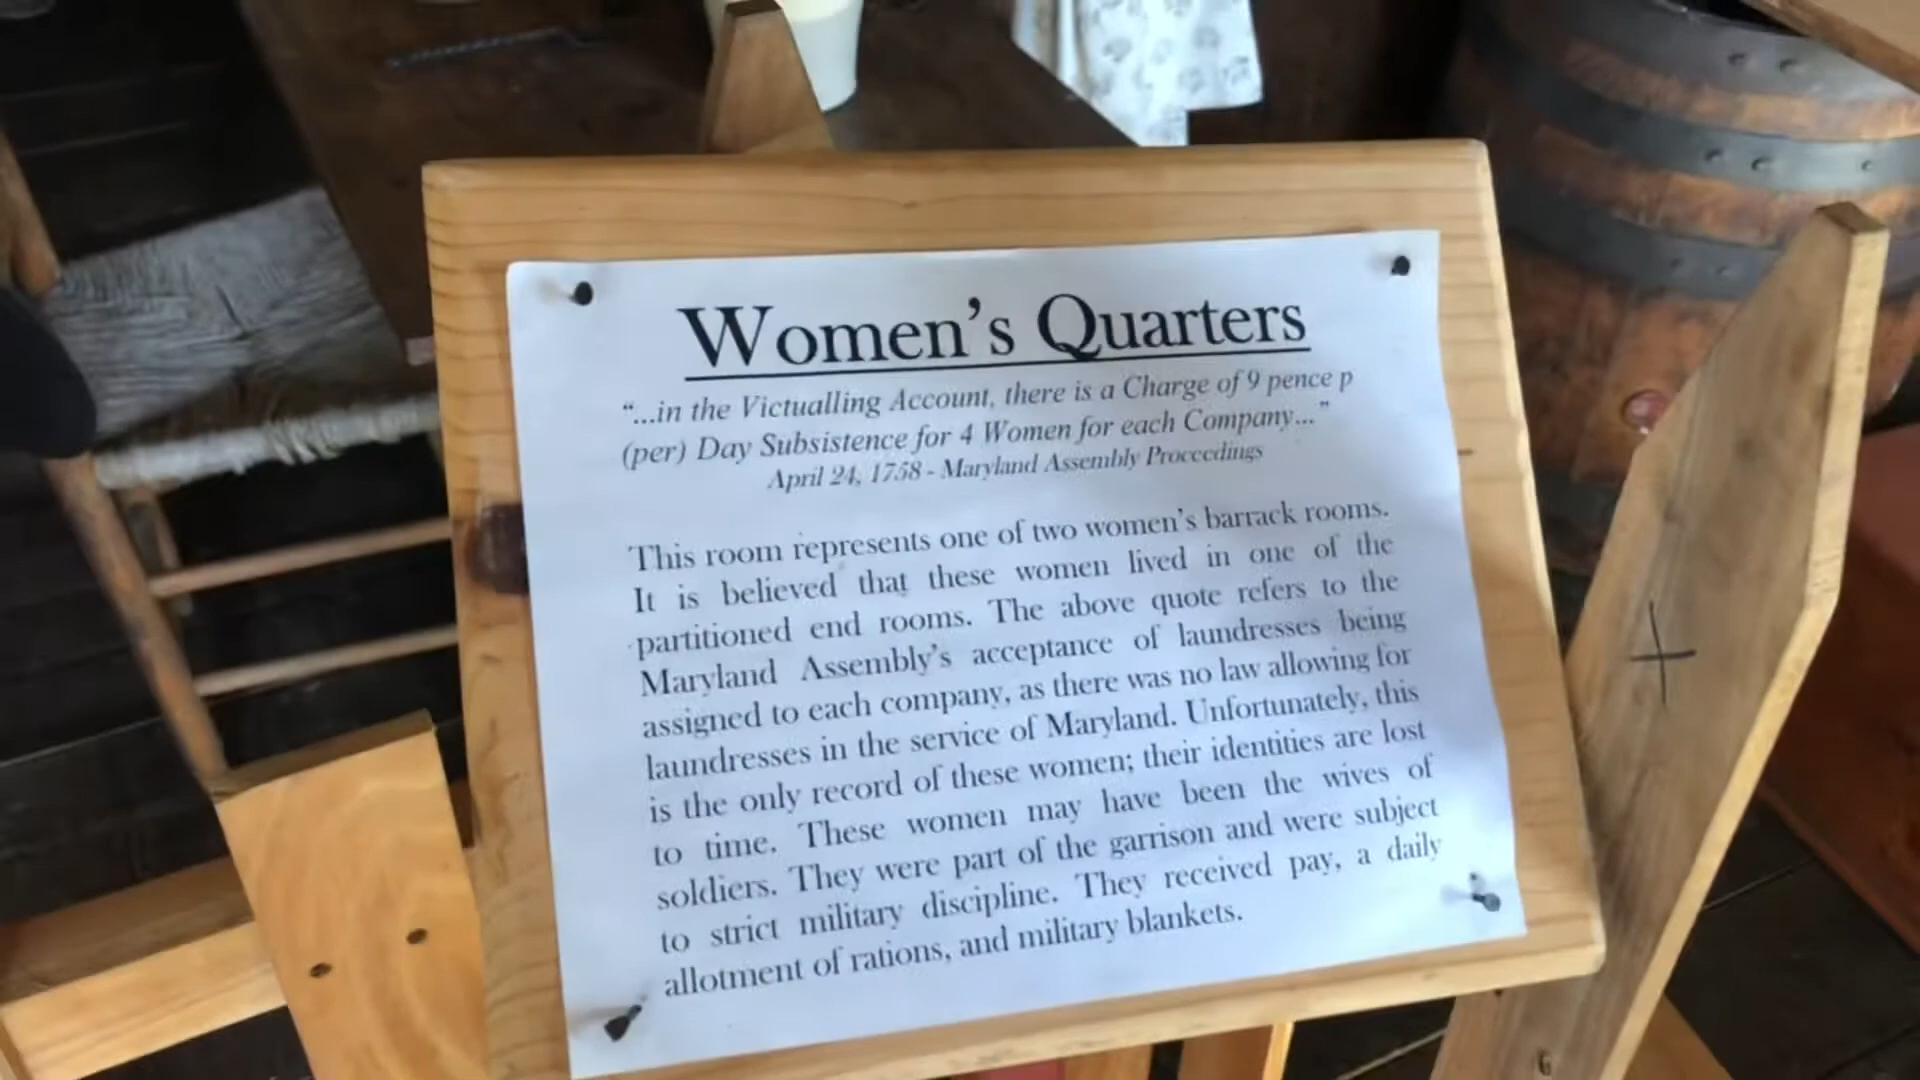 Women's Quarters
"...in the Victualling Account, there is a Charge of 9 pence p
(per) Day Subsistence for 4 Women for each Company..."
April 24, 1758 - Maryland Assembly Proceedings
This room represents one of two women's barrack rooms.
It is believed that these women lived in one of the
partitioned end rooms. The above quote refers to the
Maryland Assembly's acceptance of laundresses being
assigned to each company, as there was no law allowing for
laundresses in the service of Maryland. Unfortunately, this
is the only record of these women; their identities are lost
to time. These women may have been the wives of
soldiers. They were part of the garrison and were subject
to strict military discipline. They received pay, a daily
allotment of rations, and military blankets.